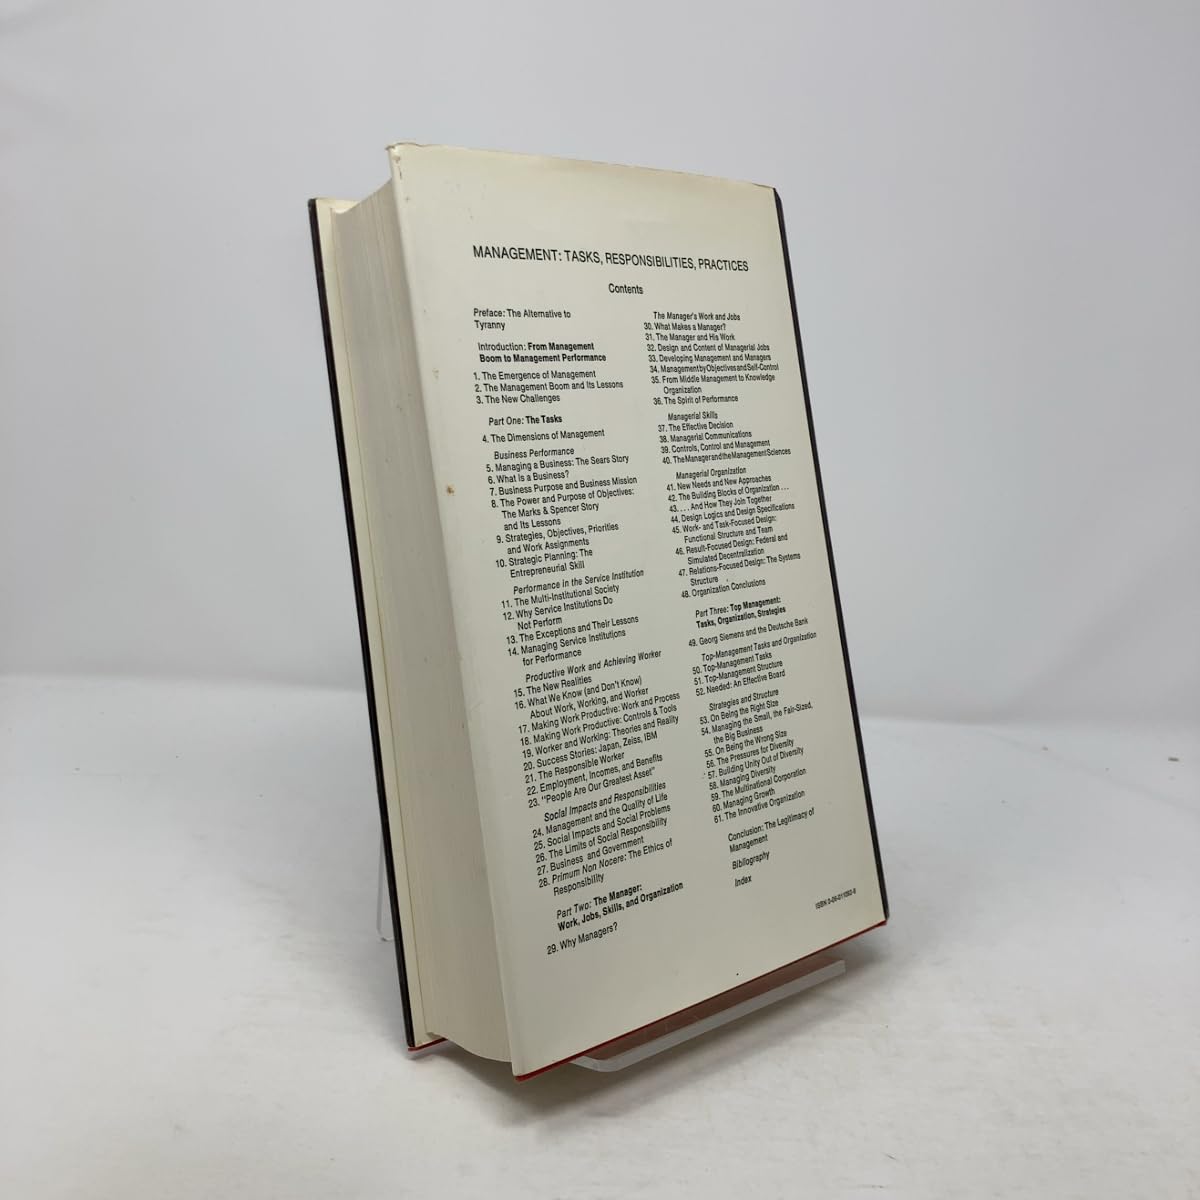 MANAGEMENT: TASKS, RESPONSIBILITIES, PRACTICES
Contents
Preface: The Alternative to
Tyranny
Introduction: From Management
Boom to Management Performance
1. The Emergence of Management
2. The Management Boom and Its Lessons
3. The New Challenges
Part One: The Tasks
4. The Dimensions of Management
Business Performance
5. Managing a Business: The Sears Story
6. What Is a Business?
7. Business Purpose and Business Mission
8. The Power and Purpose of Objectives:
The Marks & Spencer Story
and Its Lessons
9. Strategies, Objectives, Priorities
and Work Assignments
10. Strategic Planning: The
Entrepreneurial Skill
Performance in the Service Institution
11. The Multi-Institutional Society
12. Why Service Institutions Do
Not Perform
13. The Exceptions and Their Lessons
14. Managing Service Institutions
for Performance
Productive Work and Achieving Worker
15. The New Realities
16. What We Know (and Don't Know)
About Work, Working, and Worker
17. Making Work Productive: Work and Process
18. Making Work Productive: Controls & Tools
19. Worker and Working: Theories and Reality
20. Success Stories: Japan, Zeiss, IBM
21. The Responsible Worker
22. Employment, Incomes, and Benefits
23. "People Are Our Greatest Asset"
Social Impacts and Responsibilities
24. Management and the Quality of Life
25. Social Impacts and Social Problems
26. The Limits of Social Responsibility
27. Business and Government
28. Primum Non Nocere: The Ethics of
Responsibility
Part Two: The Manager:
Work, Jobs, Skills, and Organization
29. Why Managers?
The Manager's Work and Jobs
30. What Makes a Manager?
31. The Manager and His Work
32. Design and Content of Managerial Jobs
33. Developing Management and Managers
34. Management by Objectives and Self-Control
35. From Middle Management to Knowledge
Organization
36. The Spirit of Performance
Managerial Skills
37. The Effective Decision
38. Managerial Communications
39. Controls, Control and Management
40. The Manager and the Management Sciences
Managerial Organization
41. New Needs and New Approaches
42. The Building Blocks of Organization . . .
43. . . . And How They Join Together
44. Design Logics and Design Specifications
45. Work- and Task-Focused Design:
Functional Structure and Team
46. Result-Focused Design: Federal and
Simulated Decentralization
47. Relations-Focused Design: The Systems
Structure
48. Organization Conclusions
Part Three: Top Management:
Tasks, Organization, Strategies
49. Georg Siemens and the Deutsche Bank
Top-Management Tasks and Organization
50. Top-Management Tasks
51. Top-Management Structure
52. Needed: An Effective Board
Strategies and Structure
53. On Being the Right Size
54. Managing the Small, the Fair-Sized,
the Big Business
55. On Being the Wrong Size
56. The Pressures for Diversity
57. Building Unity Out of Diversity
58. Managing Diversity
59. The Multinational Corporation
60. Managing Growth
61. The Innovative Organization
Conclusion: The Legitimacy of
Management
Bibliography
Index
ISBN 0-06-011092-9